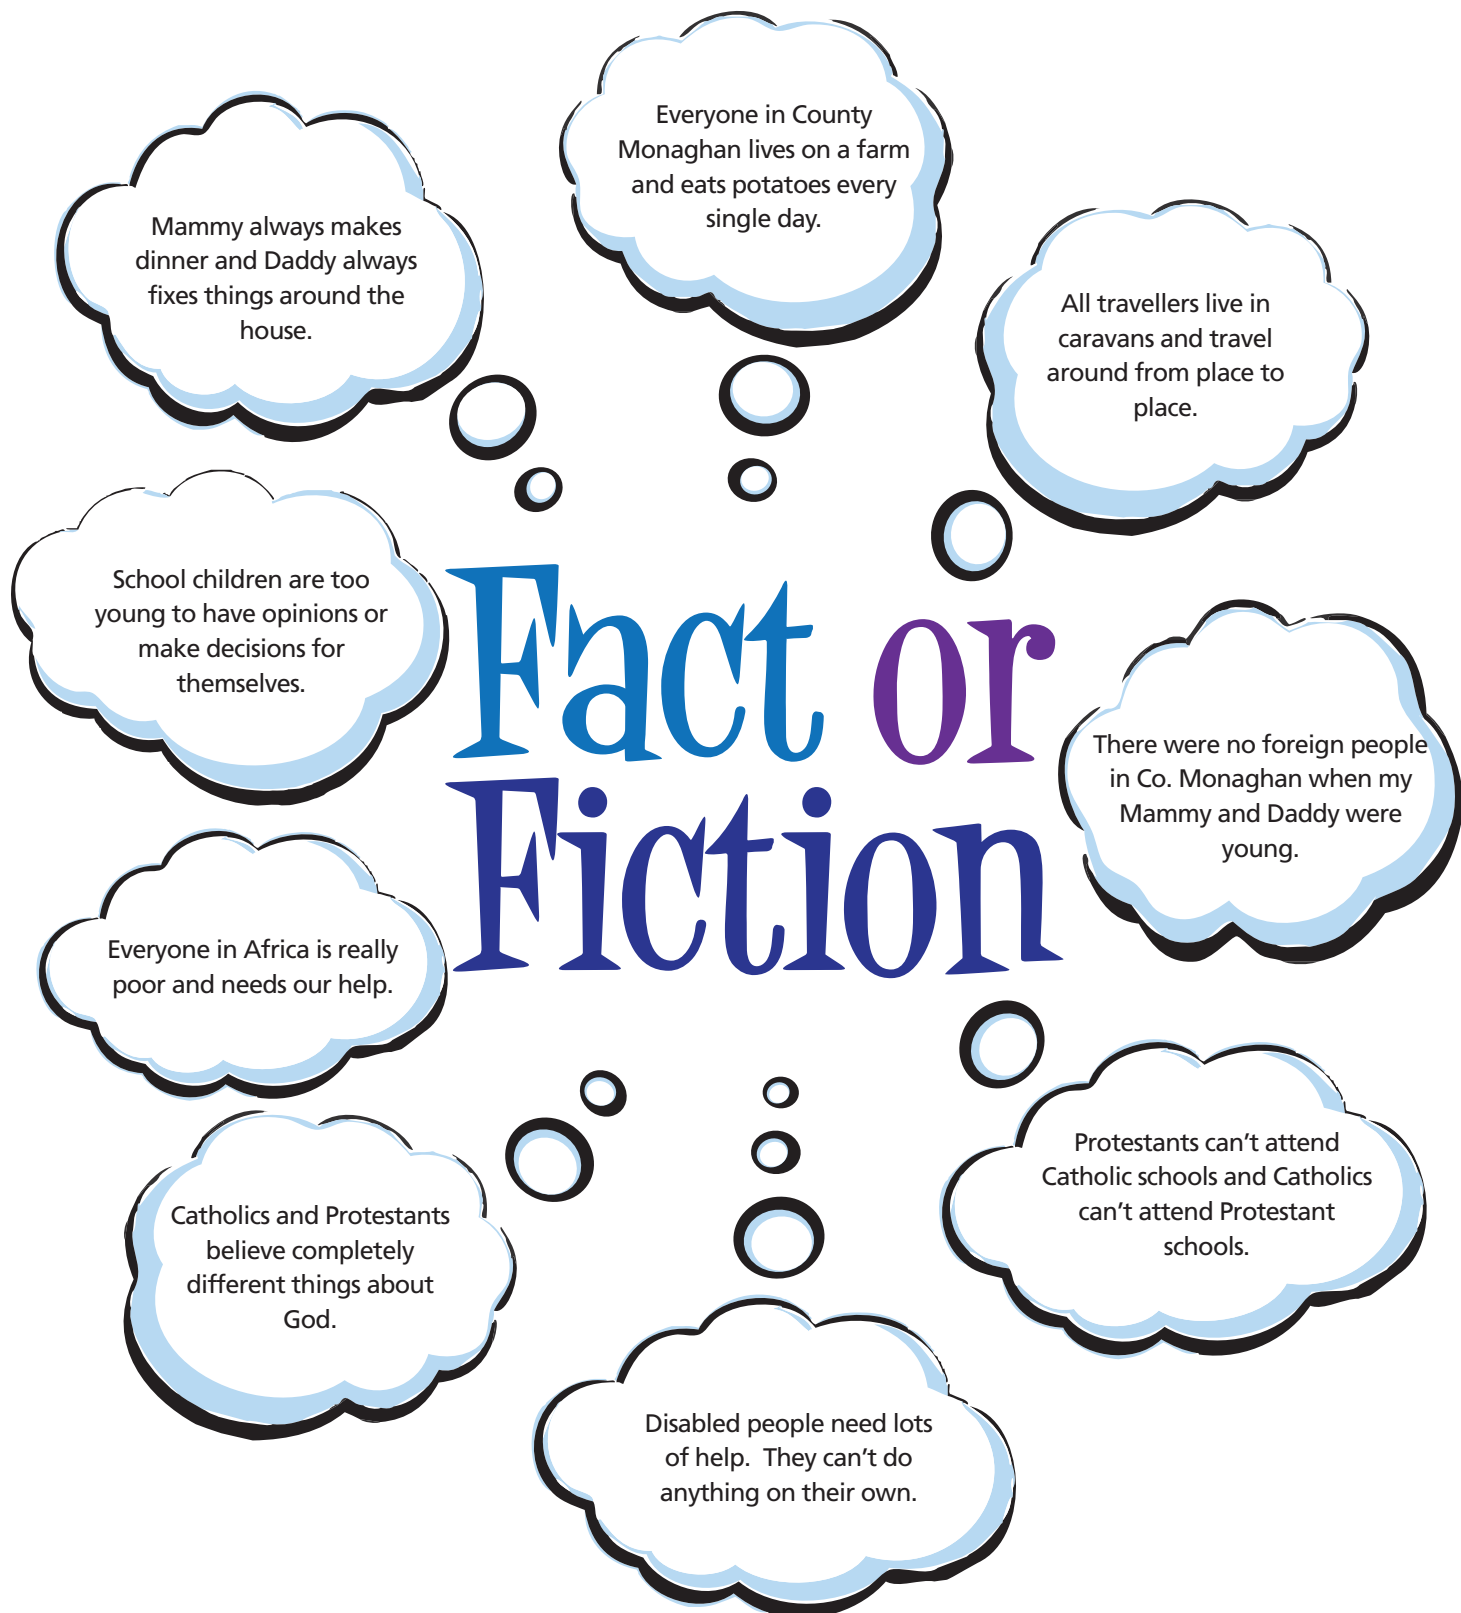 Everyone in County
Monaghan lives on a farm
and eats potatoes every
single day.
Mammy always makes
dinner and Daddy always
fixes things around the
house.
All travellers live in
caravans and travel
around from place to
place.
School children are too
young to have opinions or
make decisions for
themselves.
Fact or
Fiction
There were no foreign people
in Co. Monaghan when my
Mammy and Daddy were
young.
Everyone in Africa is really
poor and needs our help.
Protestants can't attend
Catholic schools and Catholics
can't attend Protestant
schools.
Catholics and Protestants
believe completely
different things about
God.
Disabled people need lots
of help.  They can't do
anything on their own.